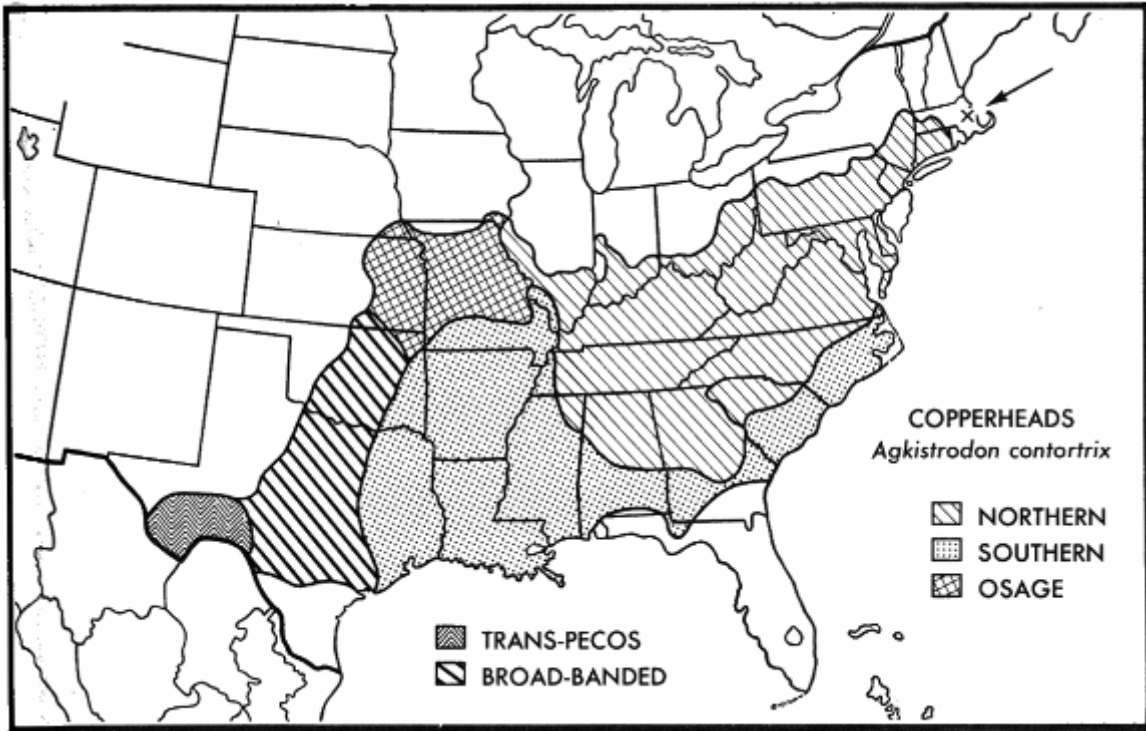 COPPERHEADS
Agkistrodon contortrix
NORTHERN
SOUTHERN
OSAGE
TRANS-PECOS
BROAD-BANDED